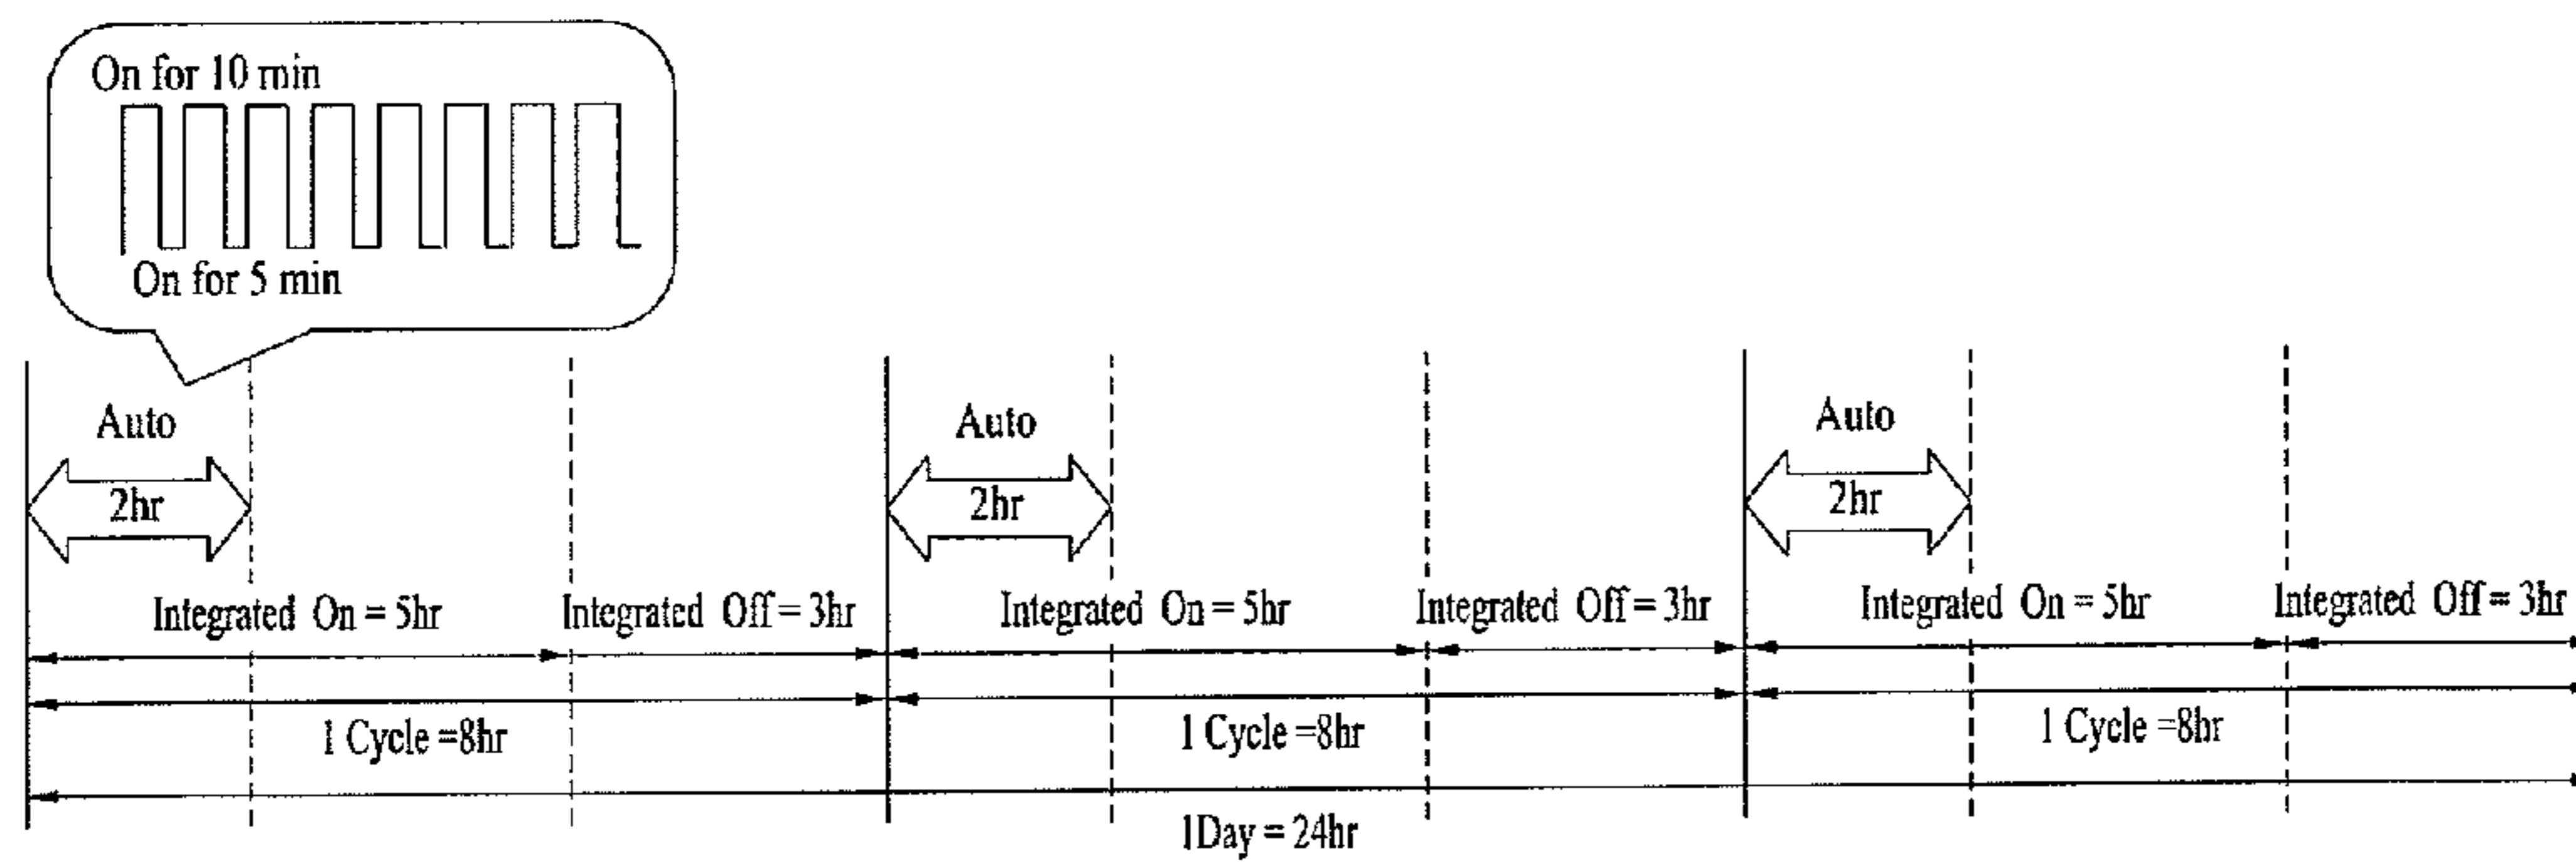 On for 10 min
On for 5 min
Auto
Auto
Auto
2hr
2hr
2hr
Integrated On = 5hr
Integrated Off = 3hr
Integrated On = 5hr
Integrated Off = 3hr
Integrated On = 5hr
Integrated Off = 3hr
1 Cycle =8hr
1 Cycle =8hr
1 Cycle =8hr
1Day = 24hr